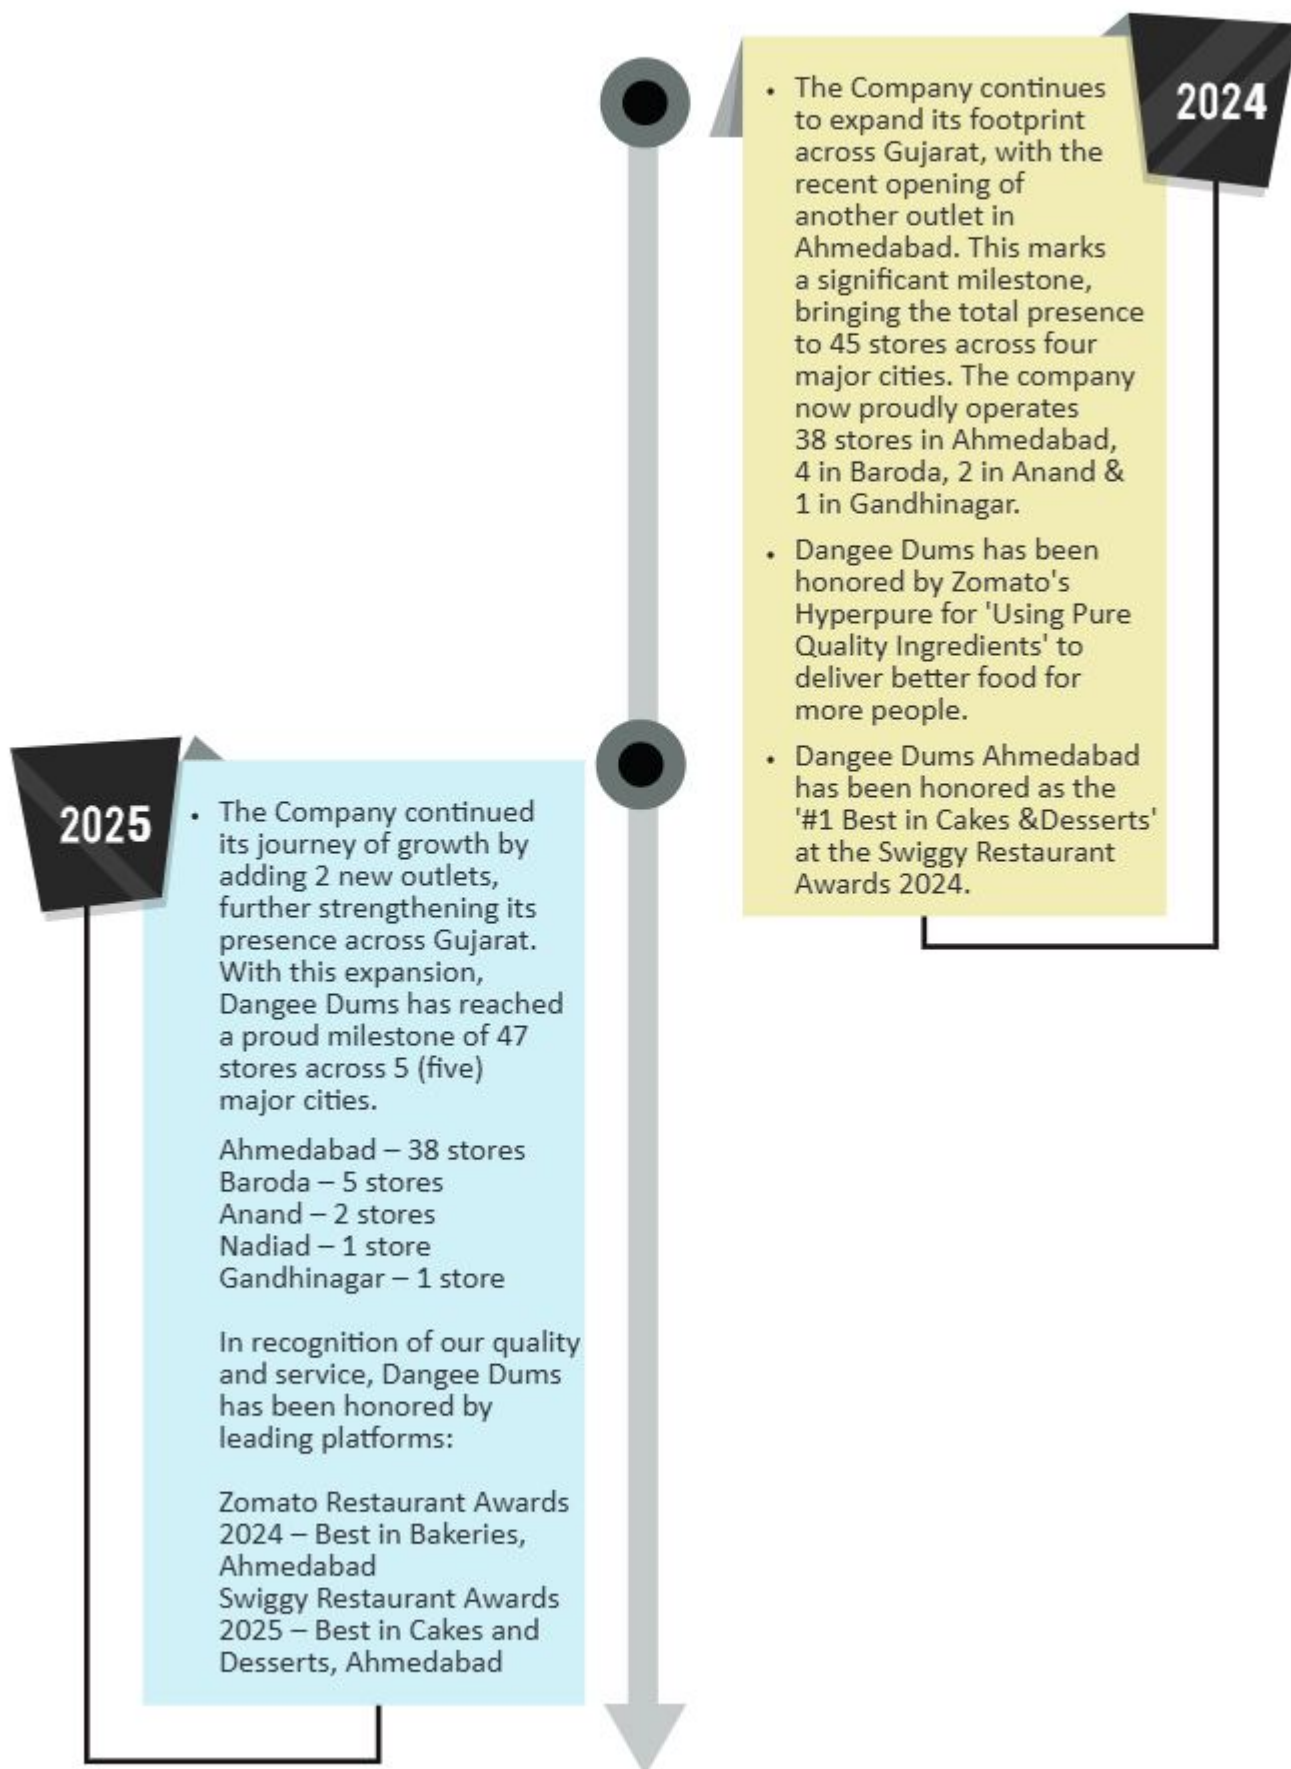 2024
• The Company continues
to expand its footprint
across Gujarat, with the
recent opening of
another outlet in
Ahmedabad. This marks
a significant milestone,
bringing the total presence
to 45 stores across four
major cities. The company
now proudly operates
38 stores in Ahmedabad,
4 in Baroda, 2 in Anand &
1 in Gandhinagar.
• Dangee Dums has been
honored by Zomato's
Hyperpure for 'Using Pure
Quality Ingredients' to
deliver better food for
more people.
• Dangee Dums Ahmedabad
has been honored as the
'#1 Best in Cakes &Desserts'
at the Swiggy Restaurant
Awards 2024.
2025
• The Company continued
its journey of growth by
adding 2 new outlets,
further strengthening its
presence across Gujarat.
With this expansion,
Dangee Dums has reached
a proud milestone of 47
stores across 5 (five)
major cities.
Ahmedabad – 38 stores
Baroda – 5 stores
Anand – 2 stores
Nadiad – 1 store
Gandhinagar – 1 store
In recognition of our quality
and service, Dangee Dums
has been honored by
leading platforms:
Zomato Restaurant Awards
2024 – Best in Bakeries,
Ahmedabad
Swiggy Restaurant Awards
2025 – Best in Cakes and
Desserts, Ahmedabad